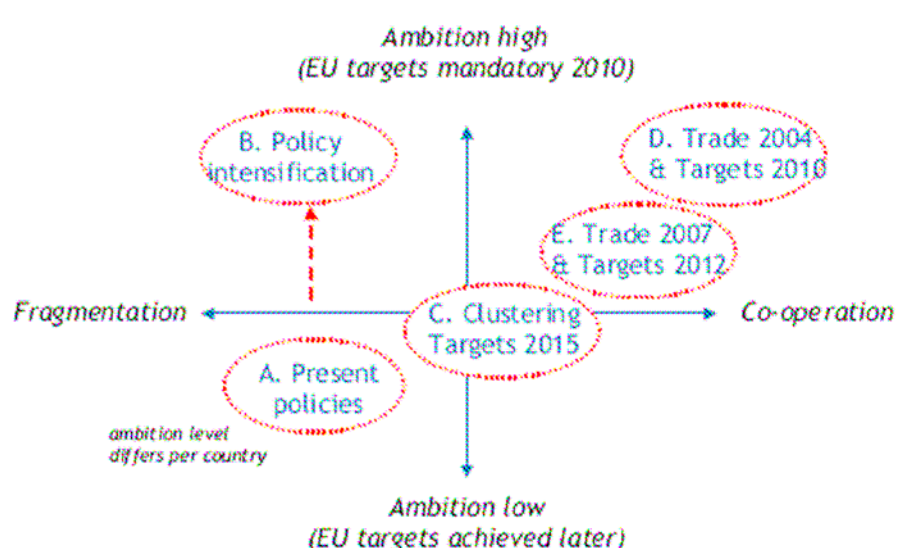 Ambition high
(EU targets mandatory 2010)
B. Policy
intensification
D. Trade 2004
& Targets 2010
E. Trade 2007
& Targets 2012
Fragmentation
Co-operation
C. Clustering
Targets 2015
A. Present
policies
ambition level
differs per country
Ambition low
(EU targets achieved later)